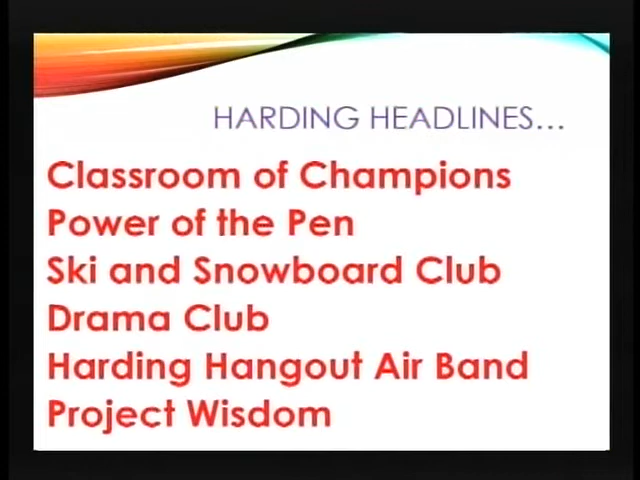 HARDING HEADLINES...
Classroom of Champions
Power of the Pen
Ski and Snowboard Club
Drama Club
Harding Hangout Air Band
Project Wisdom